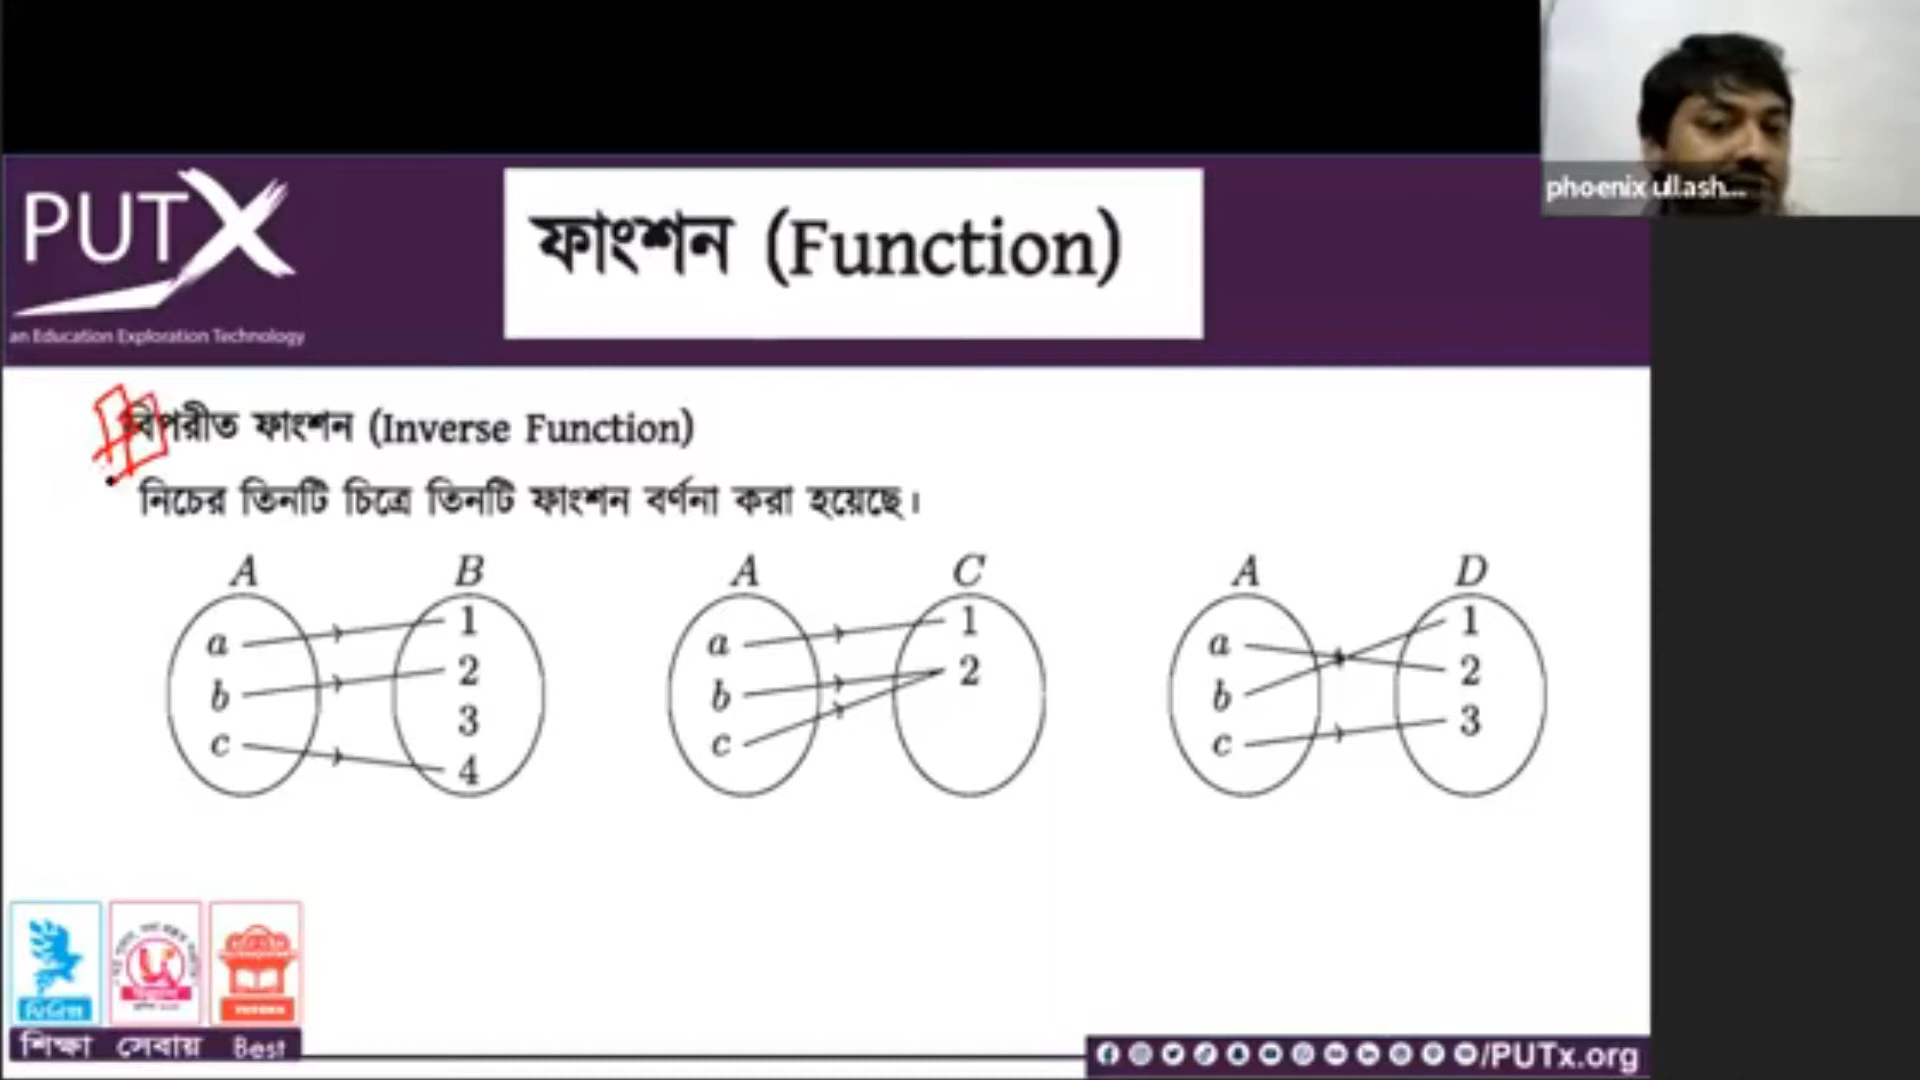 phoenix ullash...
PUTX
an Education Exploration Technology
ফাংশন (Function)
বিপরীত ফাংশন (Inverse Function)
নিচের তিনটি চিত্রে তিনটি ফাংশন বর্ণনা করা হয়েছে।
A B
a 1
b 2
c 3
4
A C
a 1
b 2
c
A D
a 1
b 2
c 3
শিক্ষা সেবায় Best
/PUTx.org